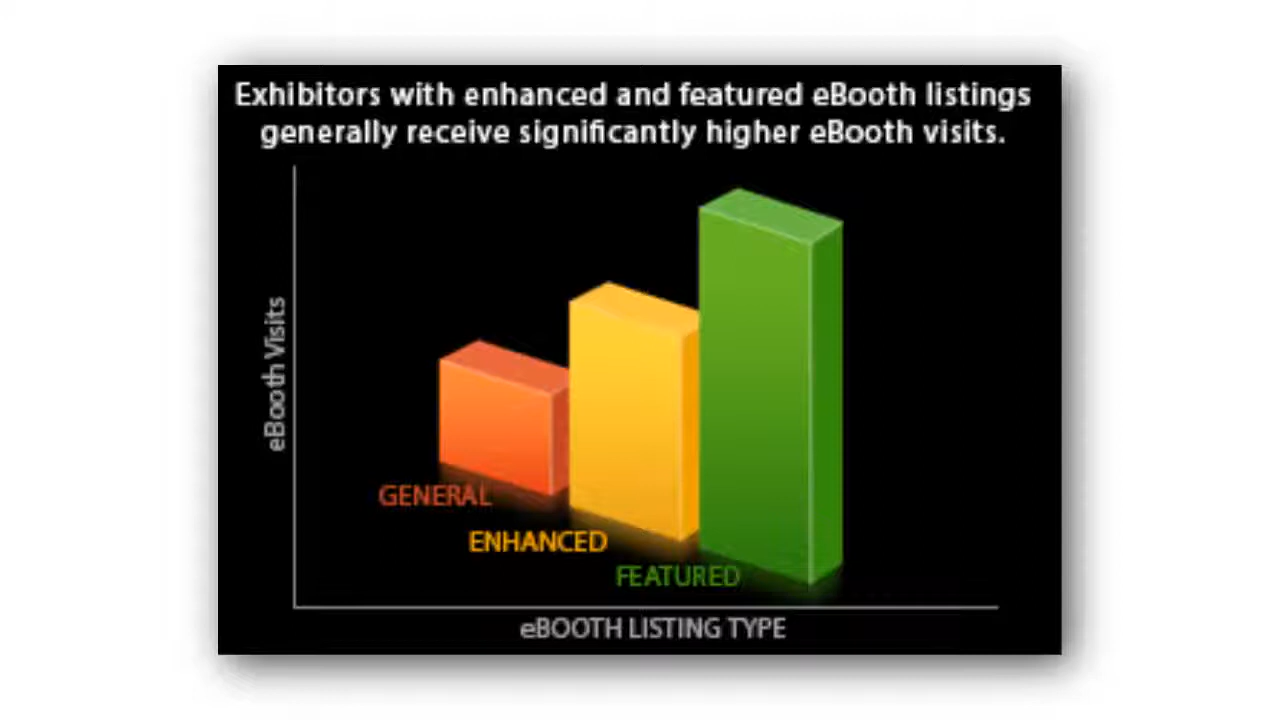 Exhibitors with enhanced and featured eBooth listings
generally receive significantly higher eBooth visits.
eBooth Visits
GENERAL
ENHANCED
FEATURED
eBOOTH LISTING TYPE